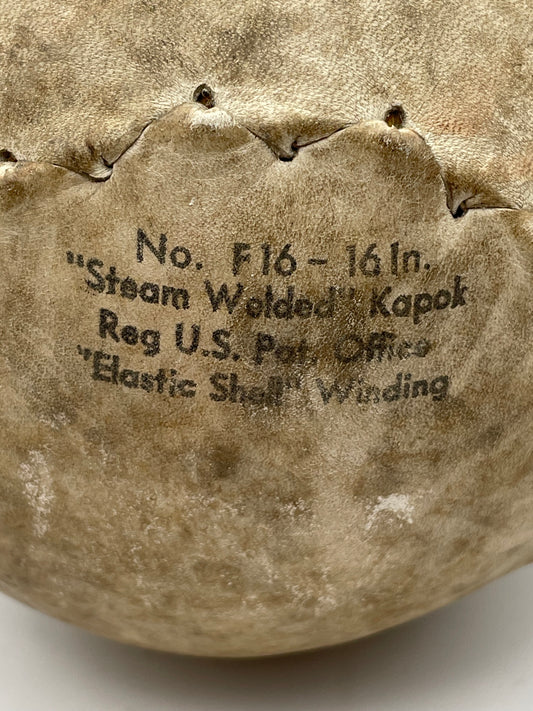 No. F16 - 16 In.
"Steam Welded" Kapok
Reg U.S. Pat. Office
"Elastic Shell" Winding